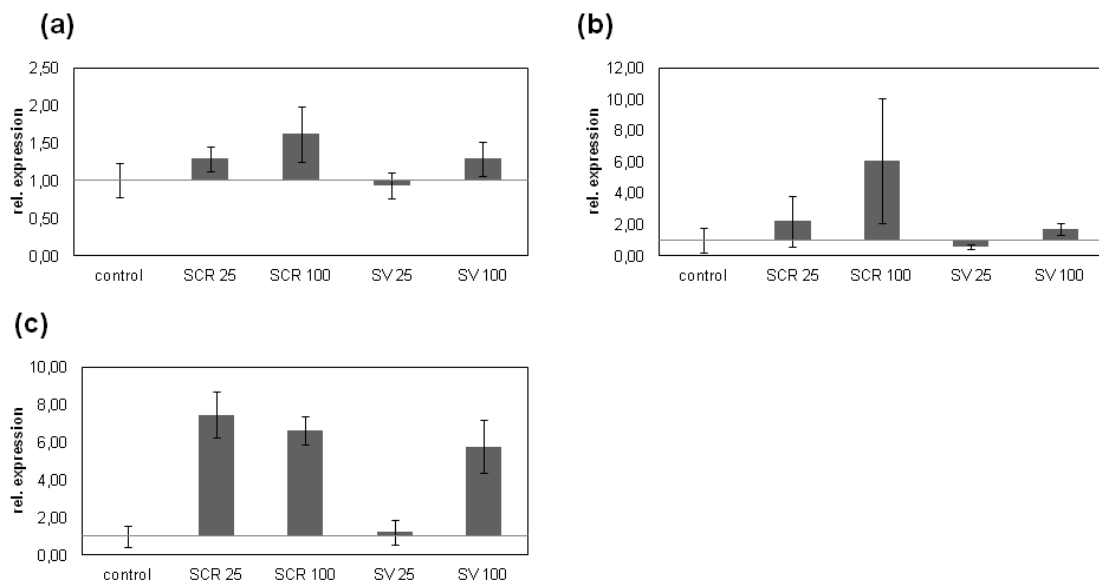 (a)
rel. expression
2,50
2,00
1,50
1,00
0,50
0,00
control SCR 25 SCR 100 SV 25 SV 100
(b)
rel. expression
12,00
10,00
8,00
6,00
4,00
2,00
0,00
control SCR 25 SCR 100 SV 25 SV 100
(c)
rel. expression
10,00
8,00
6,00
4,00
2,00
0,00
control SCR 25 SCR 100 SV 25 SV 100